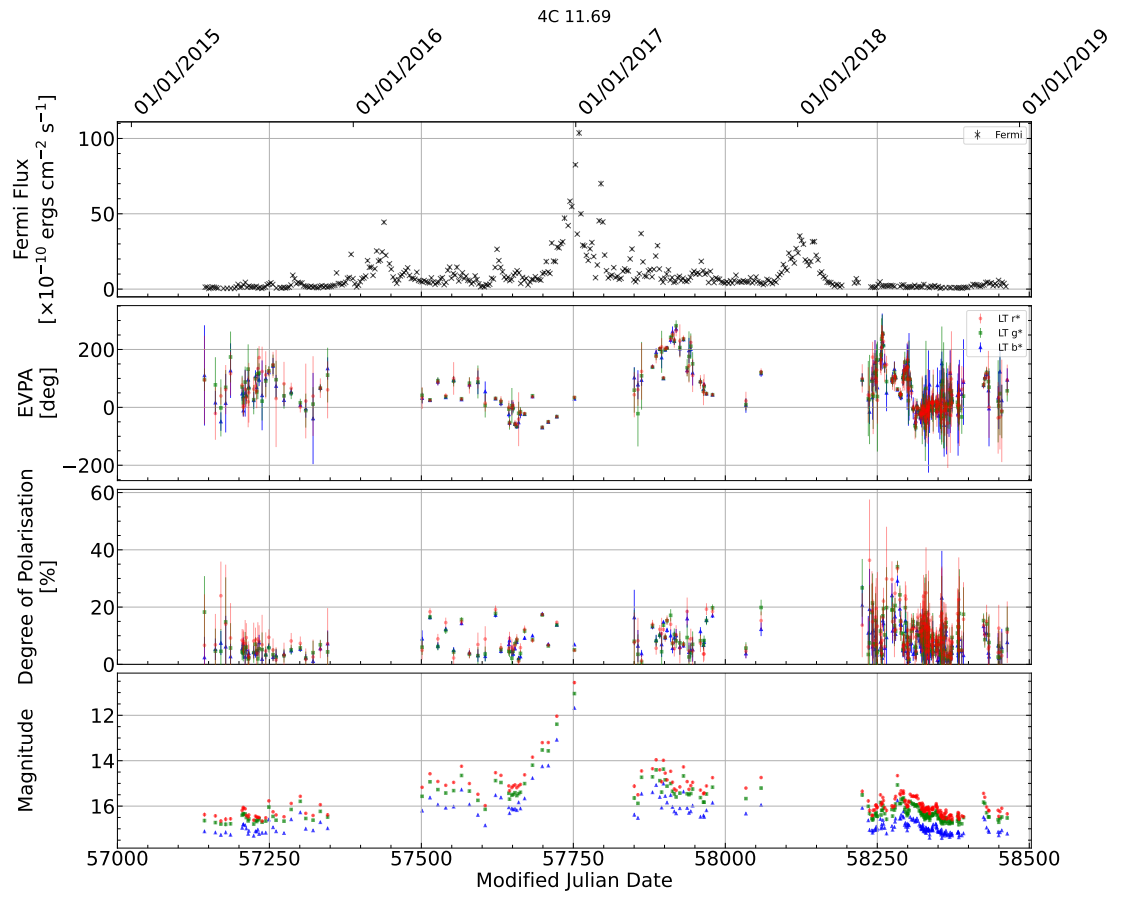 4C 11.69
01/01/2015
01/01/2016
01/01/2017
01/01/2018
01/01/2019
Fermi Flux
[×10⁻¹⁰ ergs cm⁻² s⁻¹]
100
50
0
Fermi
EVPA
[deg]
200
0
−200
LT r*
LT g*
LT b*
Degree of Polarisation
[%]
60
40
20
0
Magnitude
12
14
16
57000
57250
57500
57750
58000
58250
58500
Modified Julian Date